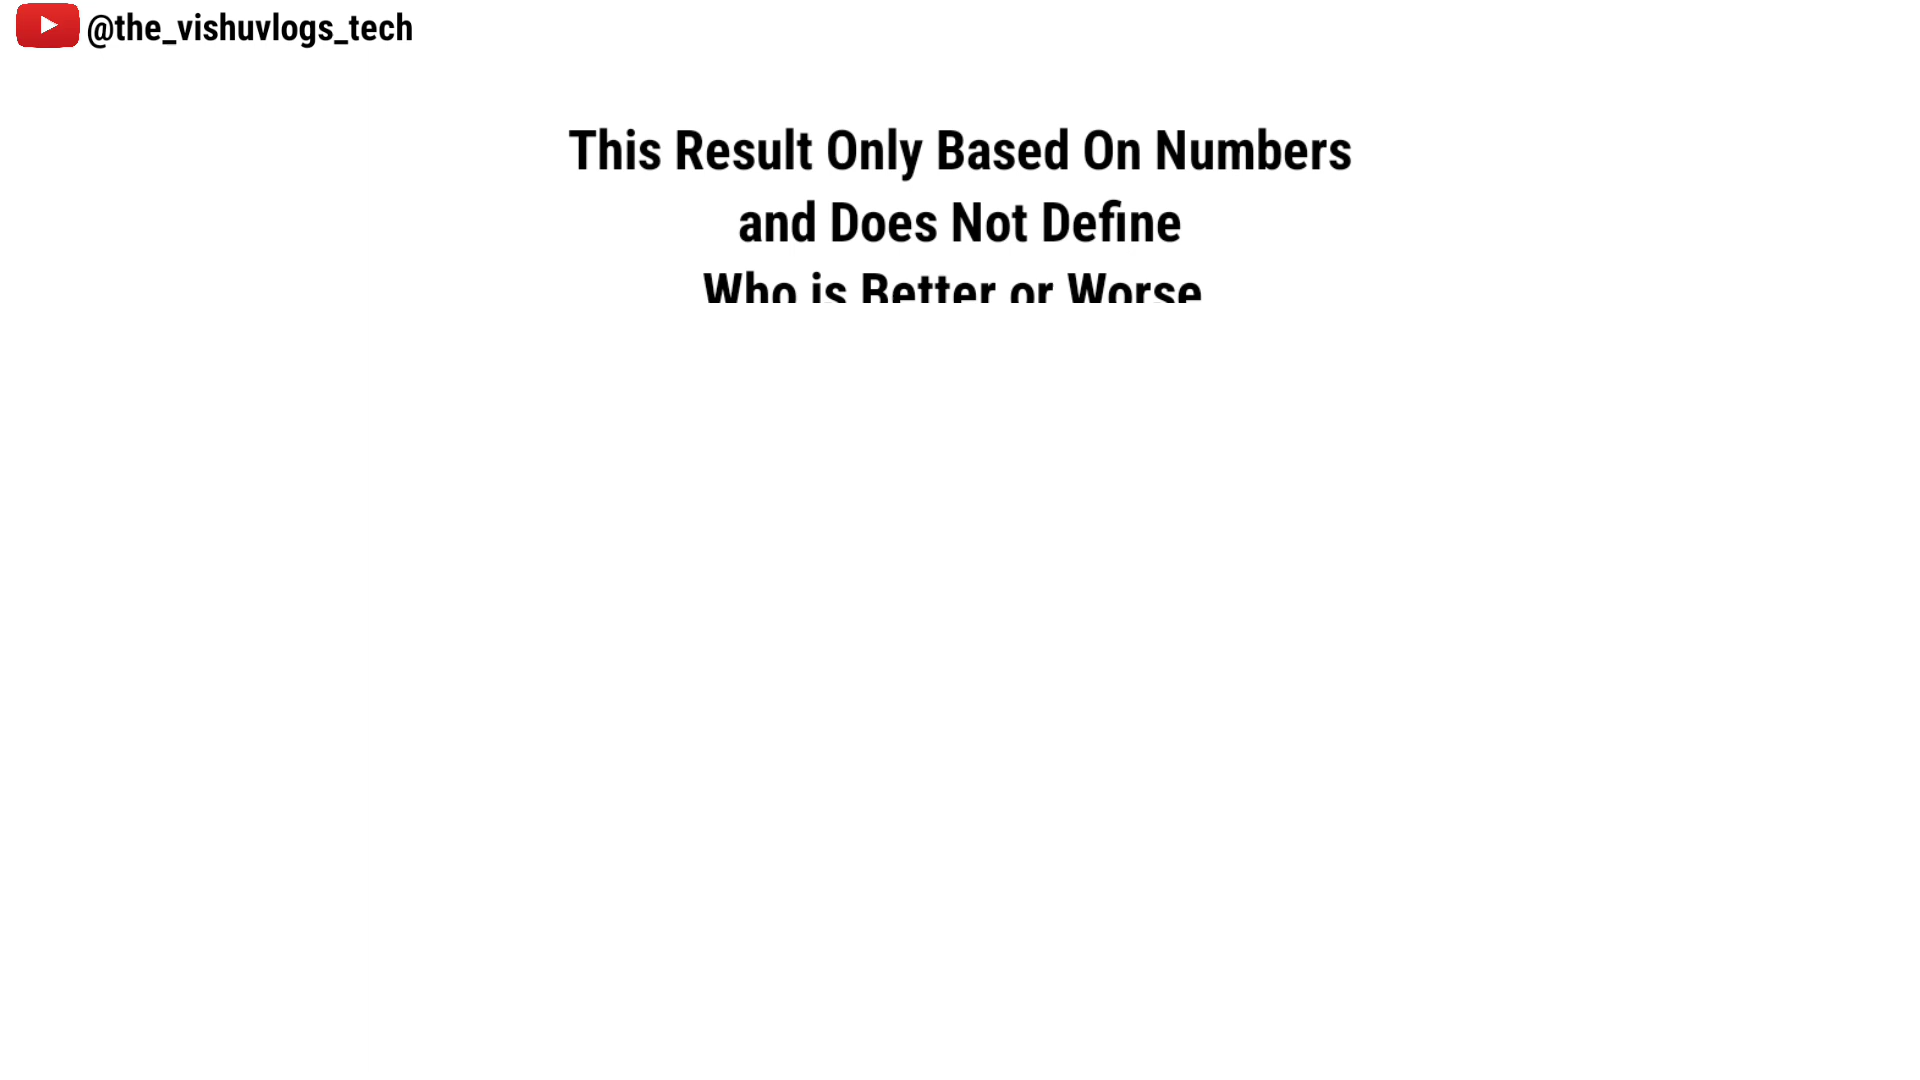 @the_vishuvlogs_tech
This Result Only Based On Numbers
and Does Not Define
Who is Better or Worse